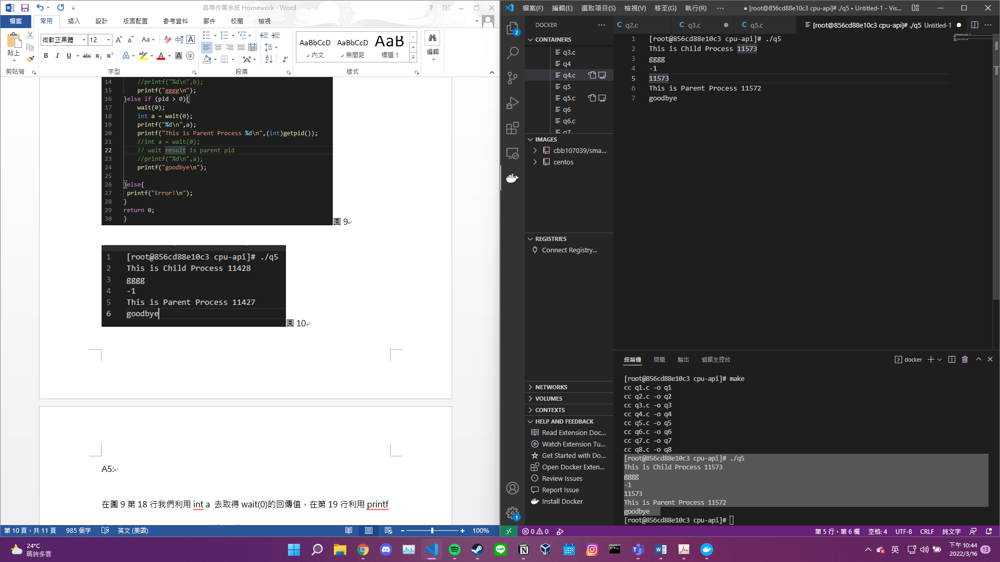 高等作業系統 Homework - Word
檔案 常用 插入 設計 版面配置 參考資料 郵件 校閱 檢視
貼上
微軟正黑體 12
剪貼簿 字型 段落 樣式
AaBbCcD AaBbCcD AaB
內文 無間距 標題 1
編輯
14 //printf("%d\n",b);
15 printf("gggg\n");
16 }else if (pid > 0){
17 wait(0);
18 int a = wait(0);
19 printf("%d\n",a);
20 printf("This is Parent Process %d\n",(int)getpid());
21 //int a = wait(0);
22 // wait result is parent pid
23 //printf("%d\n",a);
24 printf("goodbye\n");
25
26 }else{
27 printf("Error!\n");
28 }
29 return 0;
30 }
圖 9
1 [root@856cd88e10c3 cpu-api]# ./q5
2 This is Child Process 11428
3 gggg
4 -1
5 This is Parent Process 11427
6 goodbye
圖 10
A5:
在圖 9 第 18 行我們利用 int a 去取得 wait(0)的回傳值，在第 19 行利用 printf
第 10 頁，共 11 頁 985 個字 英文 (美國) 100%
檔案(F) 編輯(E) 選取項目(S) 檢視(V) 移至(G) 執行(R) ··· ● [root@856cd88e10c3 cpu-api]# ./q5 • Untitled-1 - Vis...
DOCKER
CONTAINERS
q3.c
q4
q4.c
q5
q5.c
q6
q6.c
q7
IMAGES
cbb107039/sma...
centos
REGISTRIES
Connect Registry...
NETWORKS
VOLUMES
CONTEXTS
HELP AND FEEDBACK
Read Extension Doc...
Watch Extension Tu...
Get Started with Do...
Open Docker Exten...
Review Issues
Report Issue
Install Docker
q2.c q3.c q5.c [root@856cd88e10c3 cpu-api]# ./q5 Untitled-1
1 [root@856cd88e10c3 cpu-api]# ./q5
2 This is Child Process 11573
3 gggg
4 -1
5 11573
6 This is Parent Process 11572
7 goodbye
終端機 問題 輸出 偵錯主控台 docker
[root@856cd88e10c3 cpu-api]# make
cc q1.c -o q1
cc q2.c -o q2
cc q3.c -o q3
cc q4.c -o q4
cc q5.c -o q5
cc q6.c -o q6
cc q7.c -o q7
cc q8.c -o q8
[root@856cd88e10c3 cpu-api]# ./q5
This is Child Process 11573
gggg
-1
11573
This is Parent Process 11572
goodbye
[root@856cd88e10c3 cpu-api]#
0 0 第 5 行，第 6 欄 空格: 4 UTF-8 CRLF 純文字
24°C
晴時多雲
英
下午 10:44
2022/3/16
13